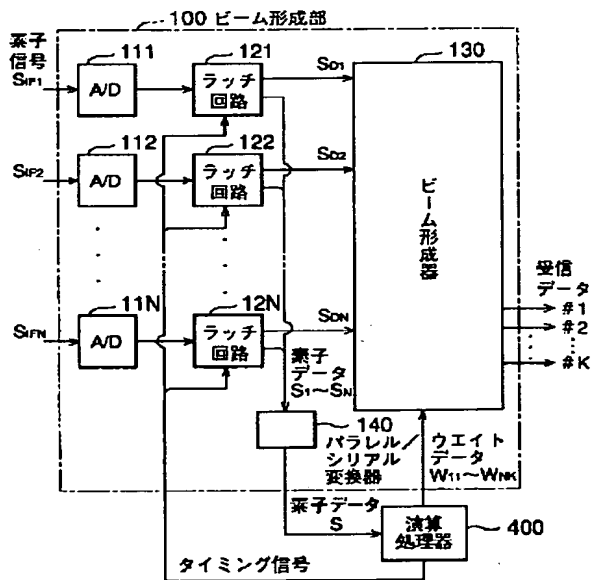 100 ビーム形成部
素子
信号
111
121
SIF1
A/D
ラッチ
回路
SD1
130
112
122
SIF2
A/D
ラッチ
回路
SD2
ビーム形成器
11N
12N
SIFN
A/D
ラッチ
回路
SDN
受信
データ
#1
#2
#K
素子
データ
S1~SN
140
パラレル/
シリアル
変換器
ウエイト
データ
W11~WNK
素子データ
S
演算
処理器
400
タイミング信号